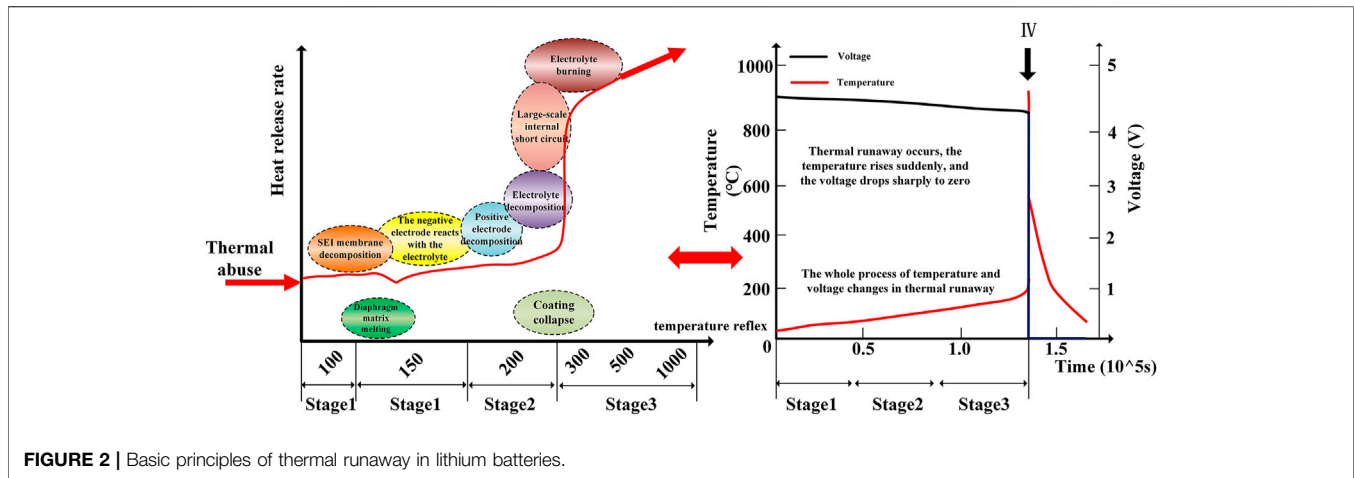 Heat release rate
Thermal
abuse
SEI membrane
decomposition
The negative
electrode reacts
with the
electrolyte
Positive
electrode
decomposition
Electrolyte
decomposition
Large-scale
internal
short circuit
Electrolyte
burning
Diaphragm
matrix
melting
Coating
collapse
temperature reflex
100
150
200
300
500
1000
Stage1
Stage1
Stage2
Stage3
IV
Temperature
(°C)
1000
800
600
400
200
0
Voltage
Temperature
Thermal runaway occurs, the
temperature rises suddenly, and
the voltage drops sharply to zero
The whole process of temperature and
voltage changes in thermal runaway
5
4
3
2
1
Voltage (V)
0.5
1.0
1.5
Time (10^5s)
Stage1
Stage2
Stage3
FIGURE 2 | Basic principles of thermal runaway in lithium batteries.